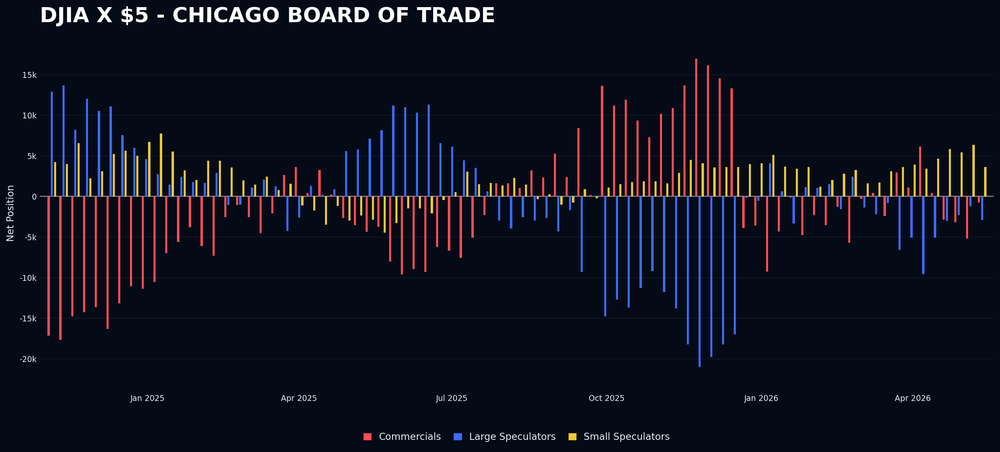 DJIA X $5 - CHICAGO BOARD OF TRADE
Net Position
15k
10k
5k
0
-5k
-10k
-15k
-20k
Jan 2025 Apr 2025 Jul 2025 Oct 2025 Jan 2026 Apr 2026
Commercials Large Speculators Small Speculators